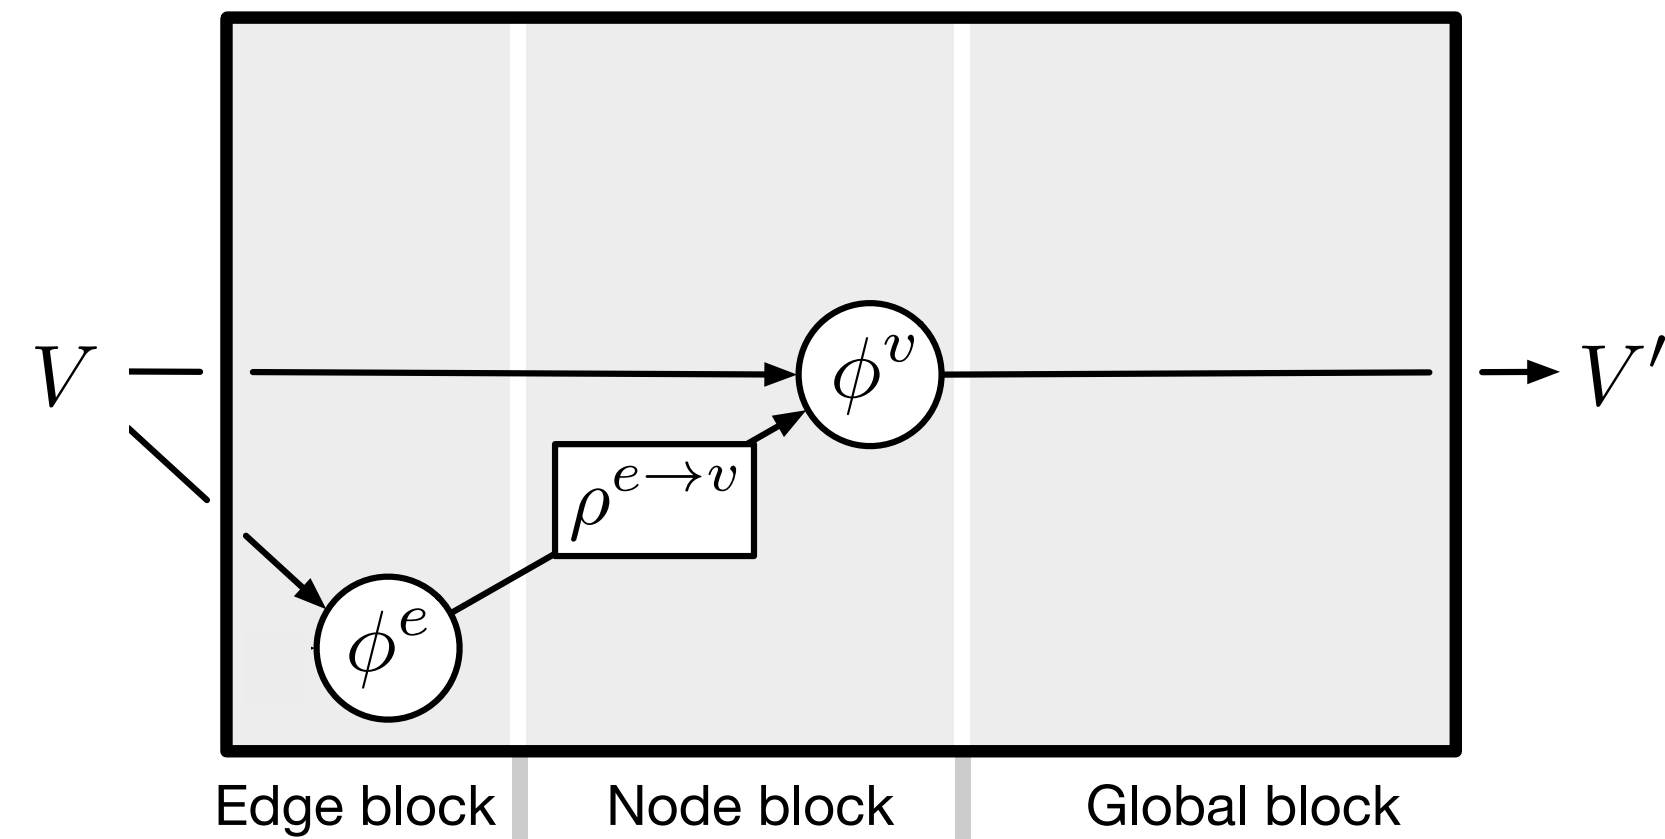 V
ϕ^v
V′
ρ^{e→v}
ϕ^e
Edge block
Node block
Global block